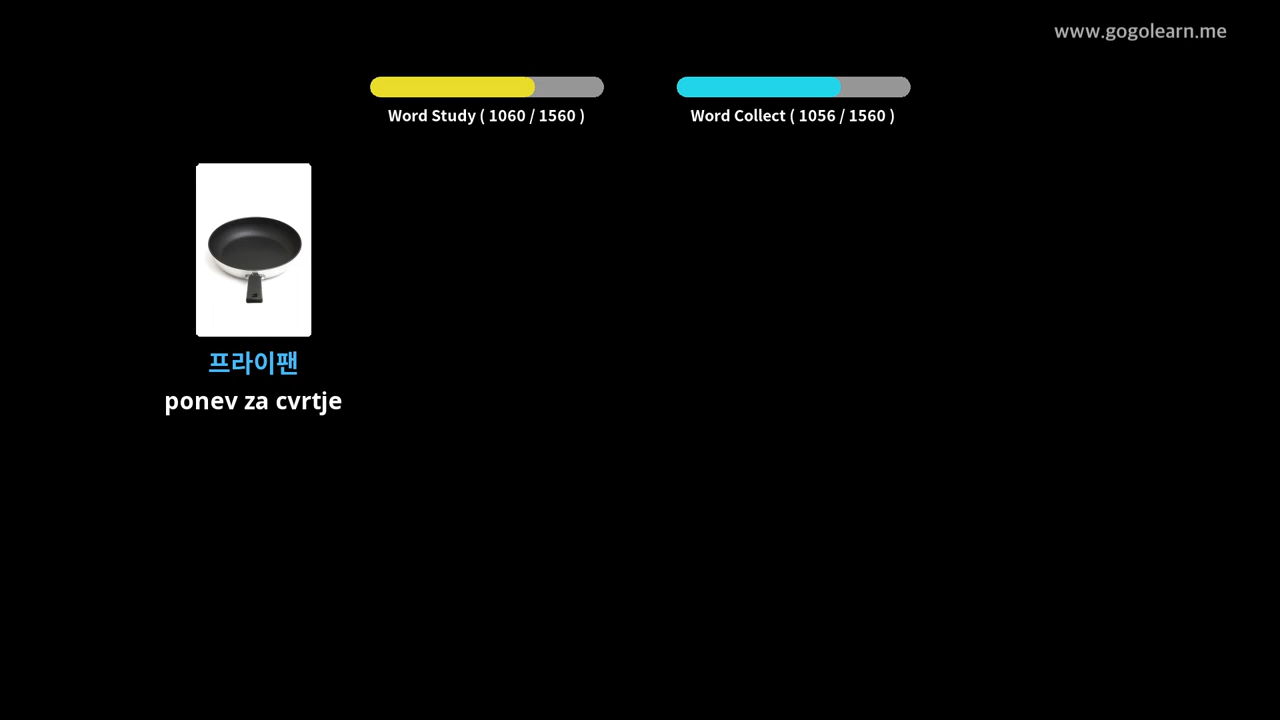 www.gogolearn.me
Word Study ( 1060 / 1560 )
Word Collect ( 1056 / 1560 )
프라이팬
ponev za cvrtje